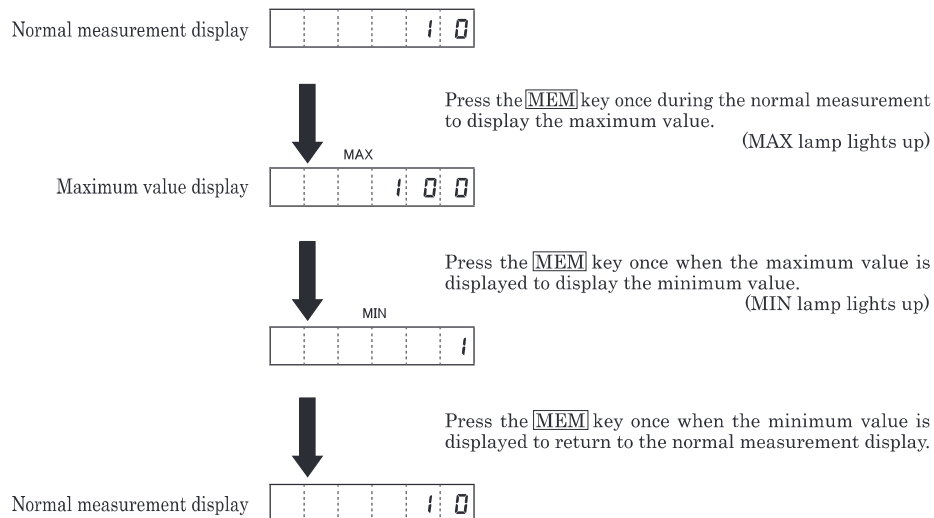 Normal measurement display
10
Press the MEM key once during the normal measurement
to display the maximum value.
(MAX lamp lights up)
MAX
Maximum value display
100
Press the MEM key once when the maximum value is
displayed to display the minimum value.
(MIN lamp lights up)
MIN
1
Press the MEM key once when the minimum value is
displayed to return to the normal measurement display.
Normal measurement display
10